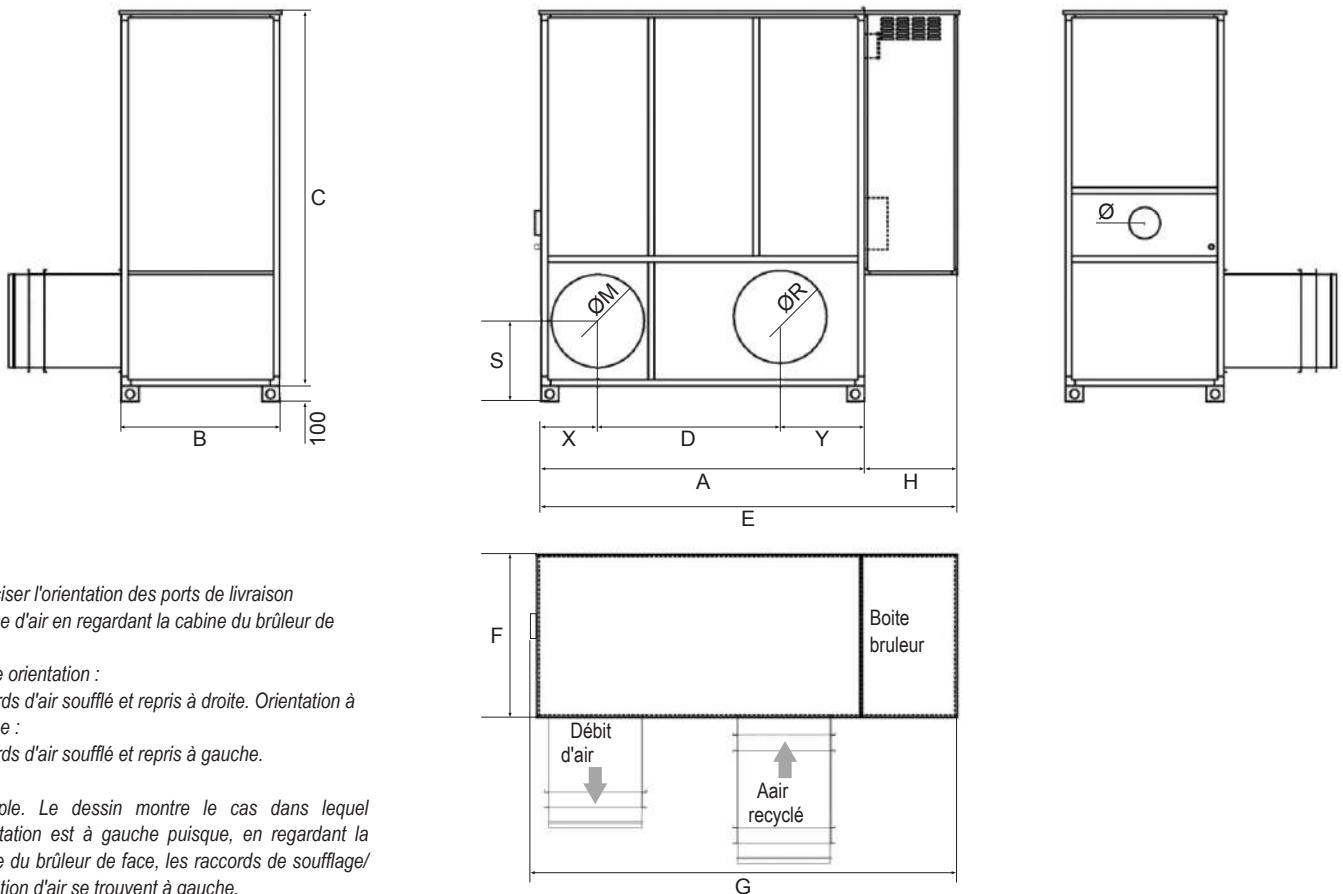 C
B
100
ØM
ØR
S
X
D
Y
A
H
E
Ø
ciser l'orientation des ports de livraison
e d'air en regardant la cabine du brûleur de
e orientation :
rds d'air soufflé et repris à droite. Orientation à
e :
rds d'air soufflé et repris à gauche.
ple. Le dessin montre le cas dans lequel
tation est à gauche puisque, en regardant la
e du brûleur de face, les raccords de soufflage/
tion d'air se trouvent à gauche.
F
Boite
bruleur
Débit
d'air
Aair
recyclé
G